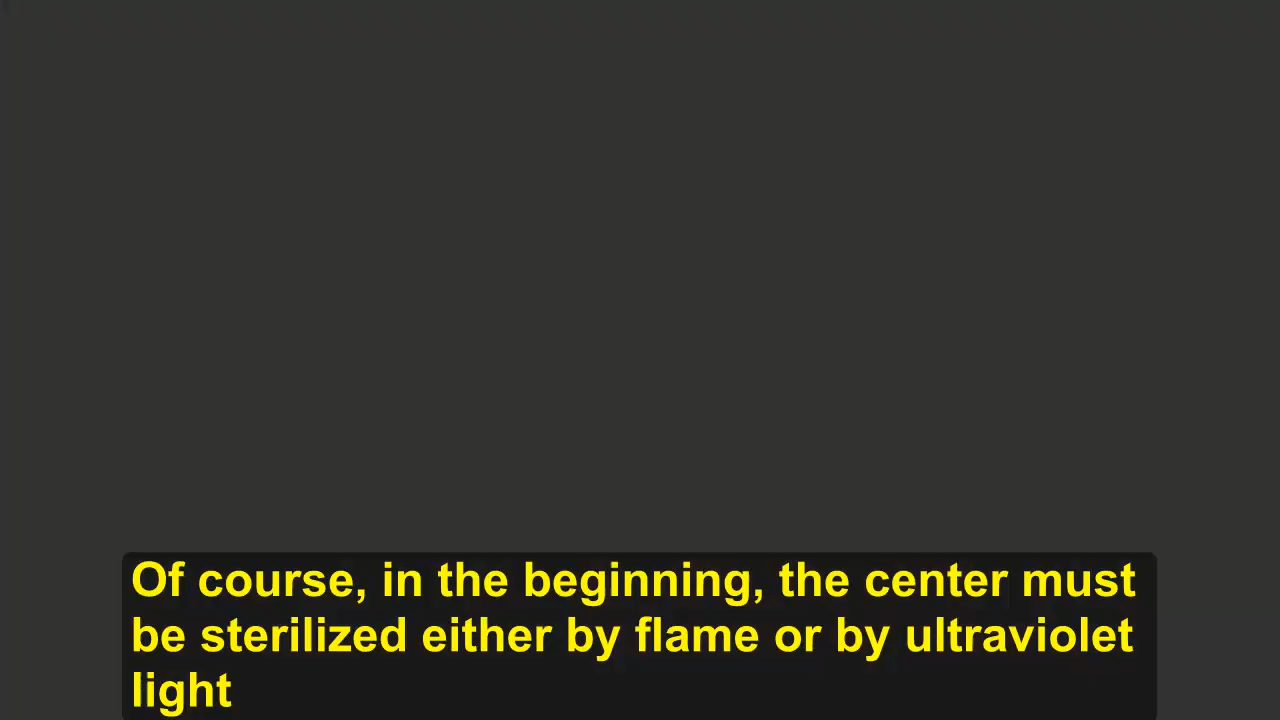 Of course, in the beginning, the center must
be sterilized either by flame or by ultraviolet
light